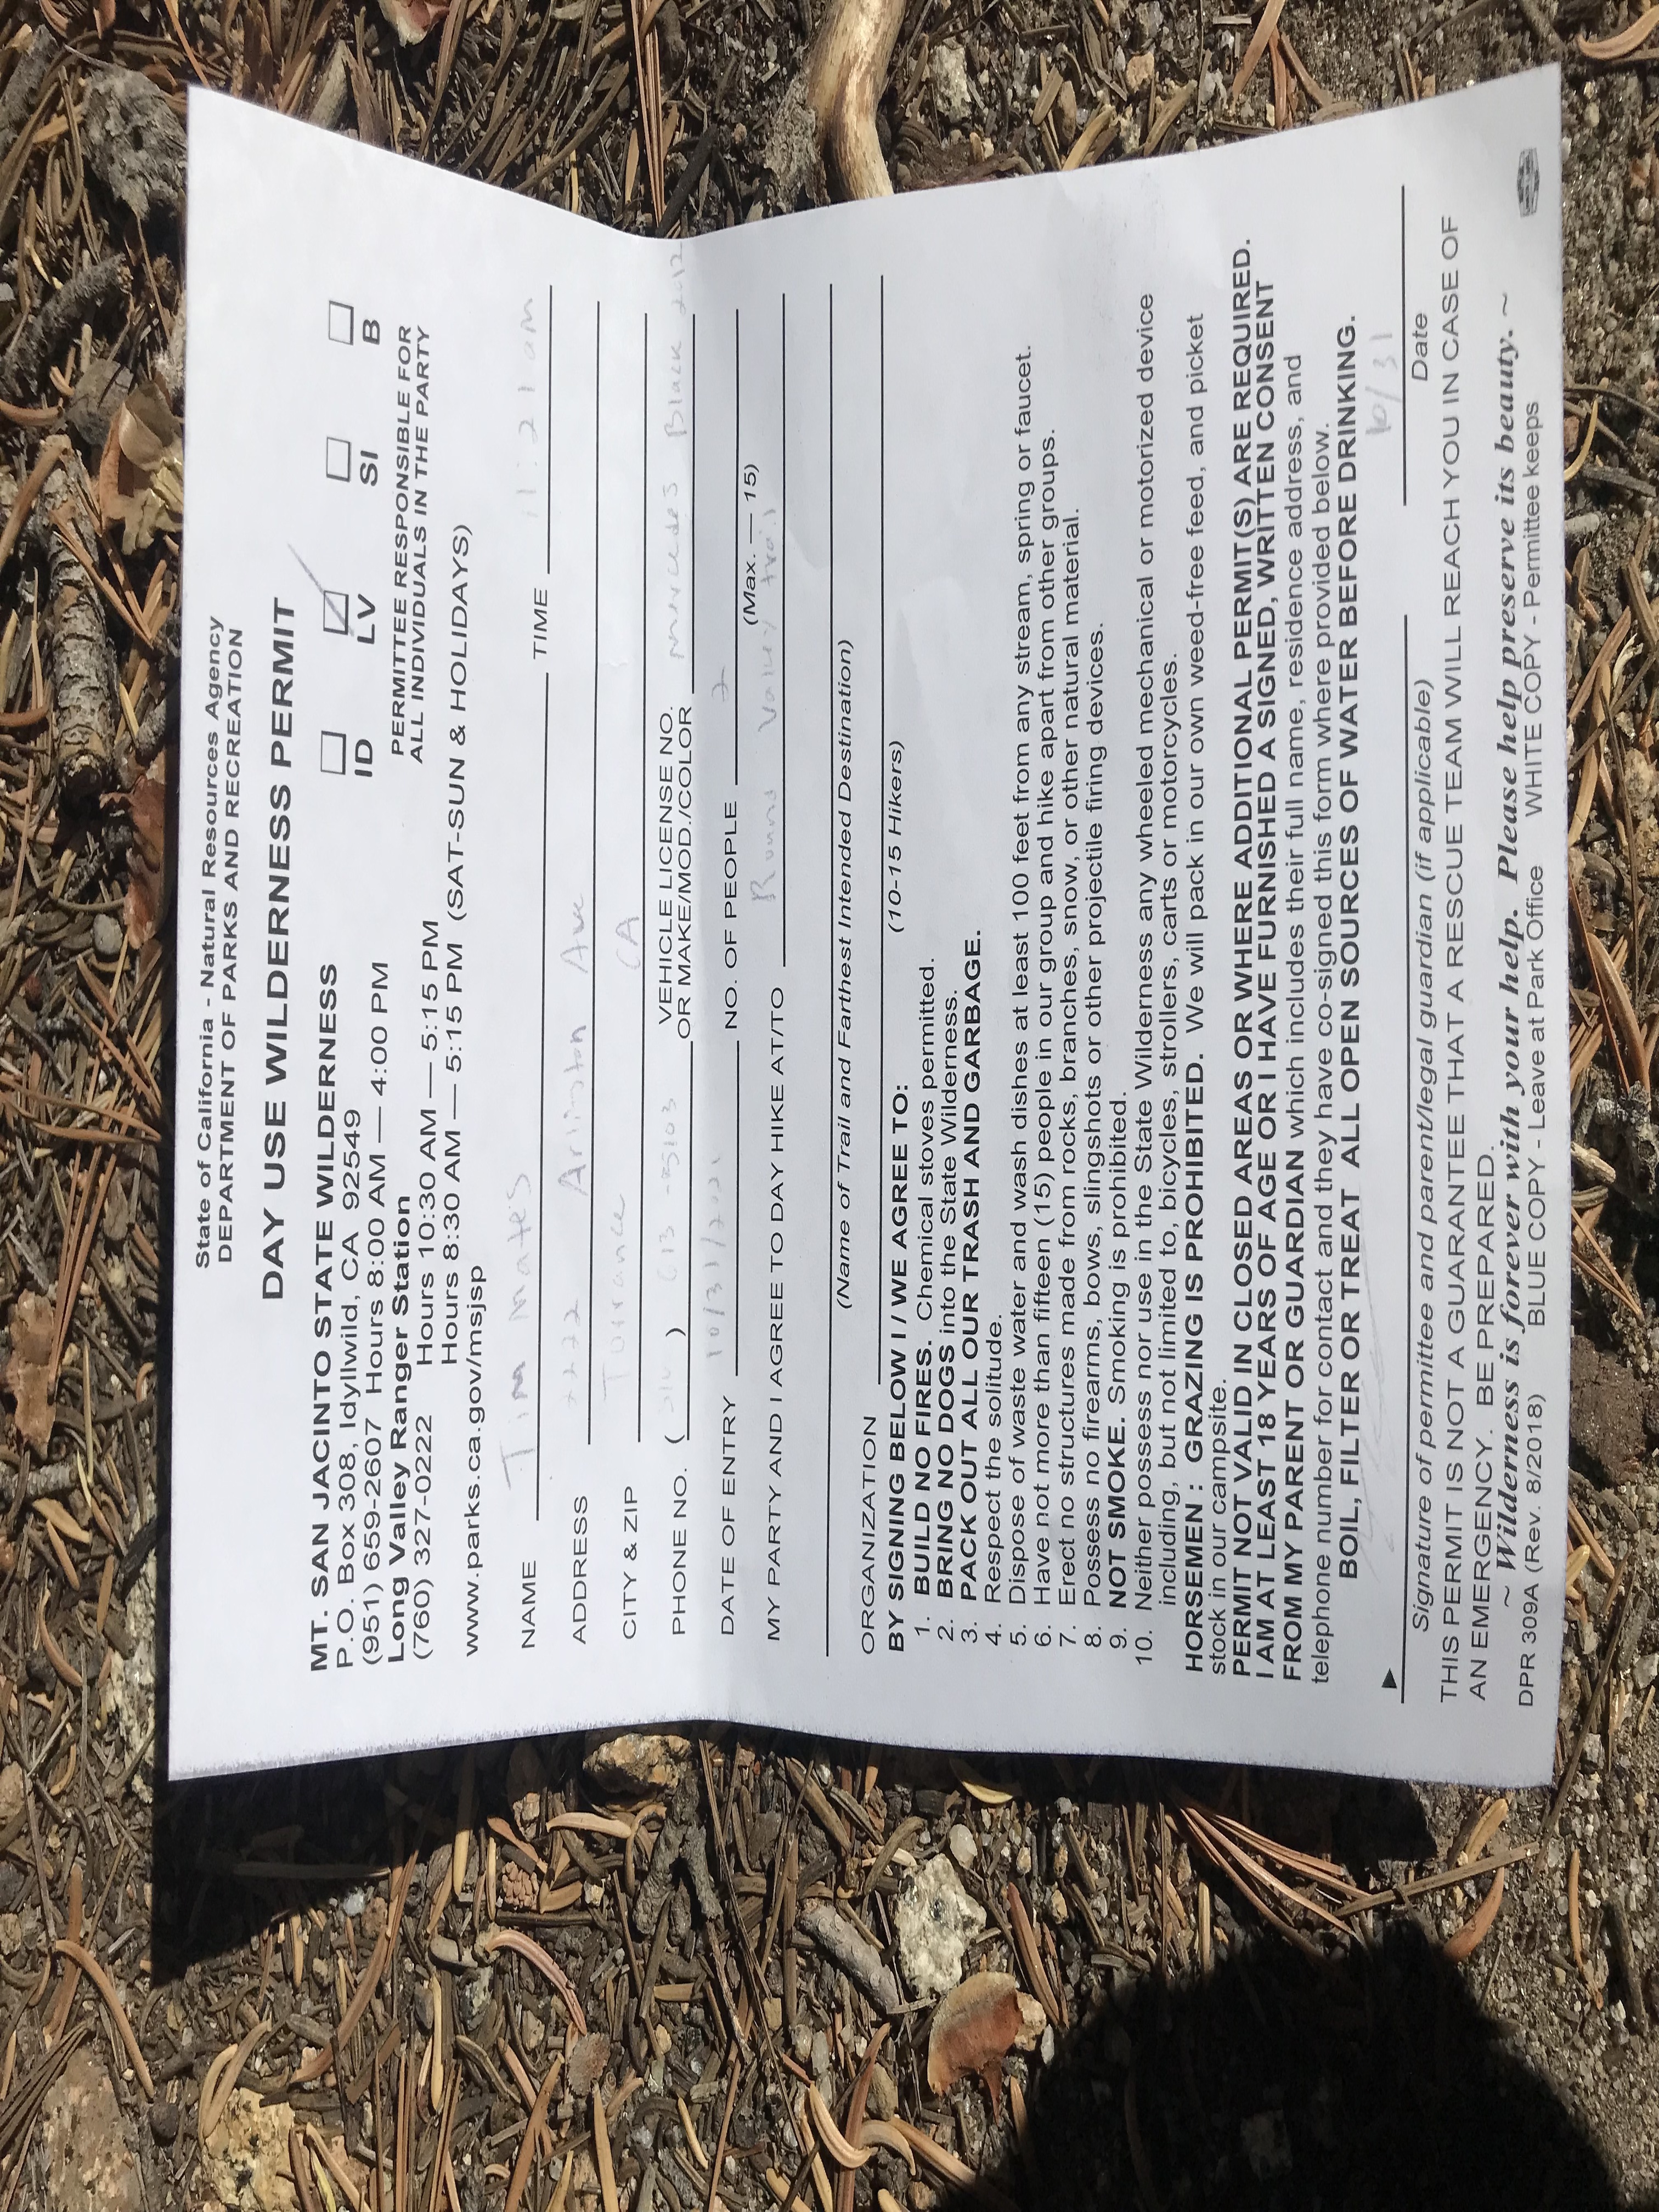 State of California - Natural Resources Agency
DEPARTMENT OF PARKS AND RECREATION
DAY USE WILDERNESS PERMIT
MT. SAN JACINTO STATE WILDERNESS
P.O. Box 308, Idyllwild, CA 92549
(951) 659-2607 Hours 8:00 AM — 4:00 PM
Long Valley Ranger Station
(760) 327-0222 Hours 10:30 AM — 5:15 PM
Hours 8:30 AM — 5:15 PM (SAT-SUN & HOLIDAYS)
www.parks.ca.gov/msjsp
ID LV SI B
PERMITTEE RESPONSIBLE FOR
ALL INDIVIDUALS IN THE PARTY
NAME Tim Mates TIME 11:21 am
ADDRESS Arlington Ave
CITY & ZIP Torrance CA
PHONE NO. ( ) VEHICLE LICENSE NO.
OR MAKE/MOD./COLOR Mercedes Black 2012
DATE OF ENTRY 10/31/2021 NO. OF PEOPLE 2
(Max. — 15)
MY PARTY AND I AGREE TO DAY HIKE AT/TO Round Valley trail
(Name of Trail and Farthest Intended Destination)
ORGANIZATION
(10-15 Hikers)
BY SIGNING BELOW I / WE AGREE TO:
1. BUILD NO FIRES. Chemical stoves permitted.
2. BRING NO DOGS into the State Wilderness.
3. PACK OUT ALL OUR TRASH AND GARBAGE.
4. Respect the solitude.
5. Dispose of waste water and wash dishes at least 100 feet from any stream, spring or faucet.
6. Have not more than fifteen (15) people in our group and hike apart from other groups.
7. Erect no structures made from rocks, branches, snow, or other natural material.
8. Possess no firearms, bows, slingshots or other projectile firing devices.
9. NOT SMOKE. Smoking is prohibited.
10. Neither possess nor use in the State Wilderness any wheeled mechanical or motorized device
including, but not limited to, bicycles, strollers, carts or motorcycles.
HORSEMEN : GRAZING IS PROHIBITED. We will pack in our own weed-free feed, and picket
stock in our campsite.
PERMIT NOT VALID IN CLOSED AREAS OR WHERE ADDITIONAL PERMIT(S) ARE REQUIRED.
I AM AT LEAST 18 YEARS OF AGE OR I HAVE FURNISHED A SIGNED, WRITTEN CONSENT
FROM MY PARENT OR GUARDIAN which includes their full name, residence address, and
telephone number for contact and they have co-signed this form where provided below.
BOIL, FILTER OR TREAT ALL OPEN SOURCES OF WATER BEFORE DRINKING.
10/31
Signature of permittee and parent/legal guardian (if applicable) Date
THIS PERMIT IS NOT A GUARANTEE THAT A RESCUE TEAM WILL REACH YOU IN CASE OF
AN EMERGENCY. BE PREPARED.
~ Wilderness is forever with your help. Please help preserve its beauty. ~
DPR 309A (Rev. 8/2018) BLUE COPY - Leave at Park Office WHITE COPY - Permittee keeps